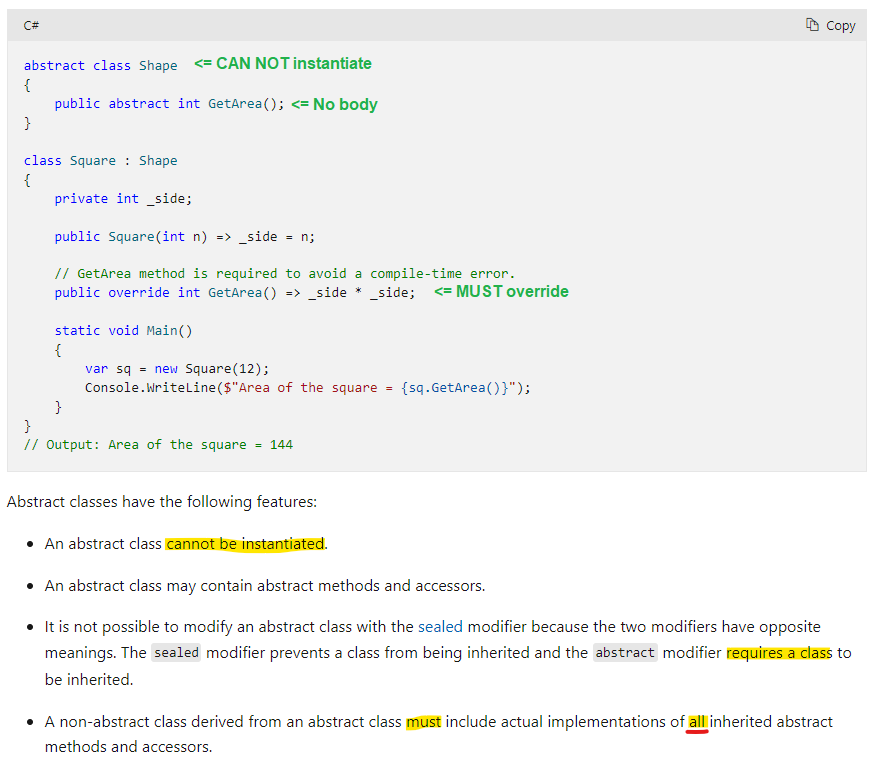 C# Copy
abstract class Shape <= CAN NOT instantiate
{
public abstract int GetArea(); <= No body
}
class Square : Shape
{
private int _side;
public Square(int n) => _side = n;
// GetArea method is required to avoid a compile-time error.
public override int GetArea() => _side * _side; <= MUST override
static void Main()
{
var sq = new Square(12);
Console.WriteLine($"Area of the square = {sq.GetArea()}");
}
}
// Output: Area of the square = 144
Abstract classes have the following features:
• An abstract class cannot be instantiated.
• An abstract class may contain abstract methods and accessors.
• It is not possible to modify an abstract class with the sealed modifier because the two modifiers have opposite
meanings. The sealed modifier prevents a class from being inherited and the abstract modifier requires a class to
be inherited.
• A non-abstract class derived from an abstract class must include actual implementations of all inherited abstract
methods and accessors.